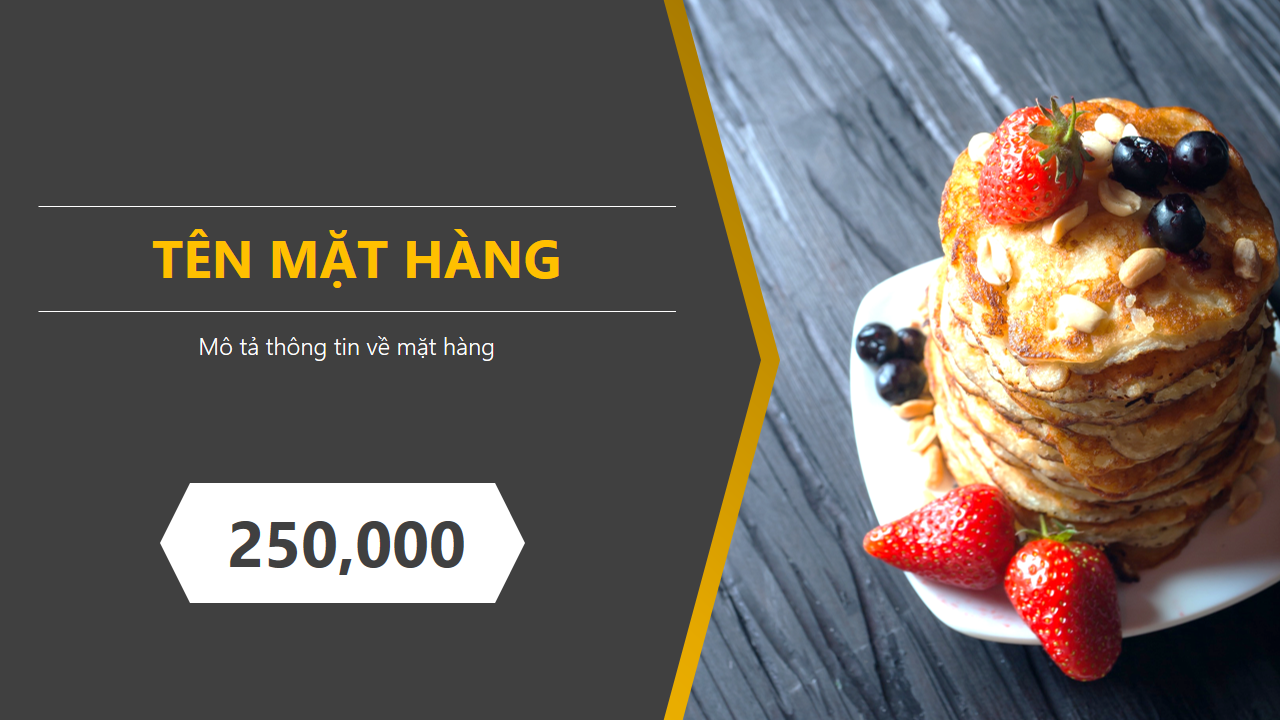 TÊN MẶT HÀNG
Mô tả thông tin về mặt hàng
250,000